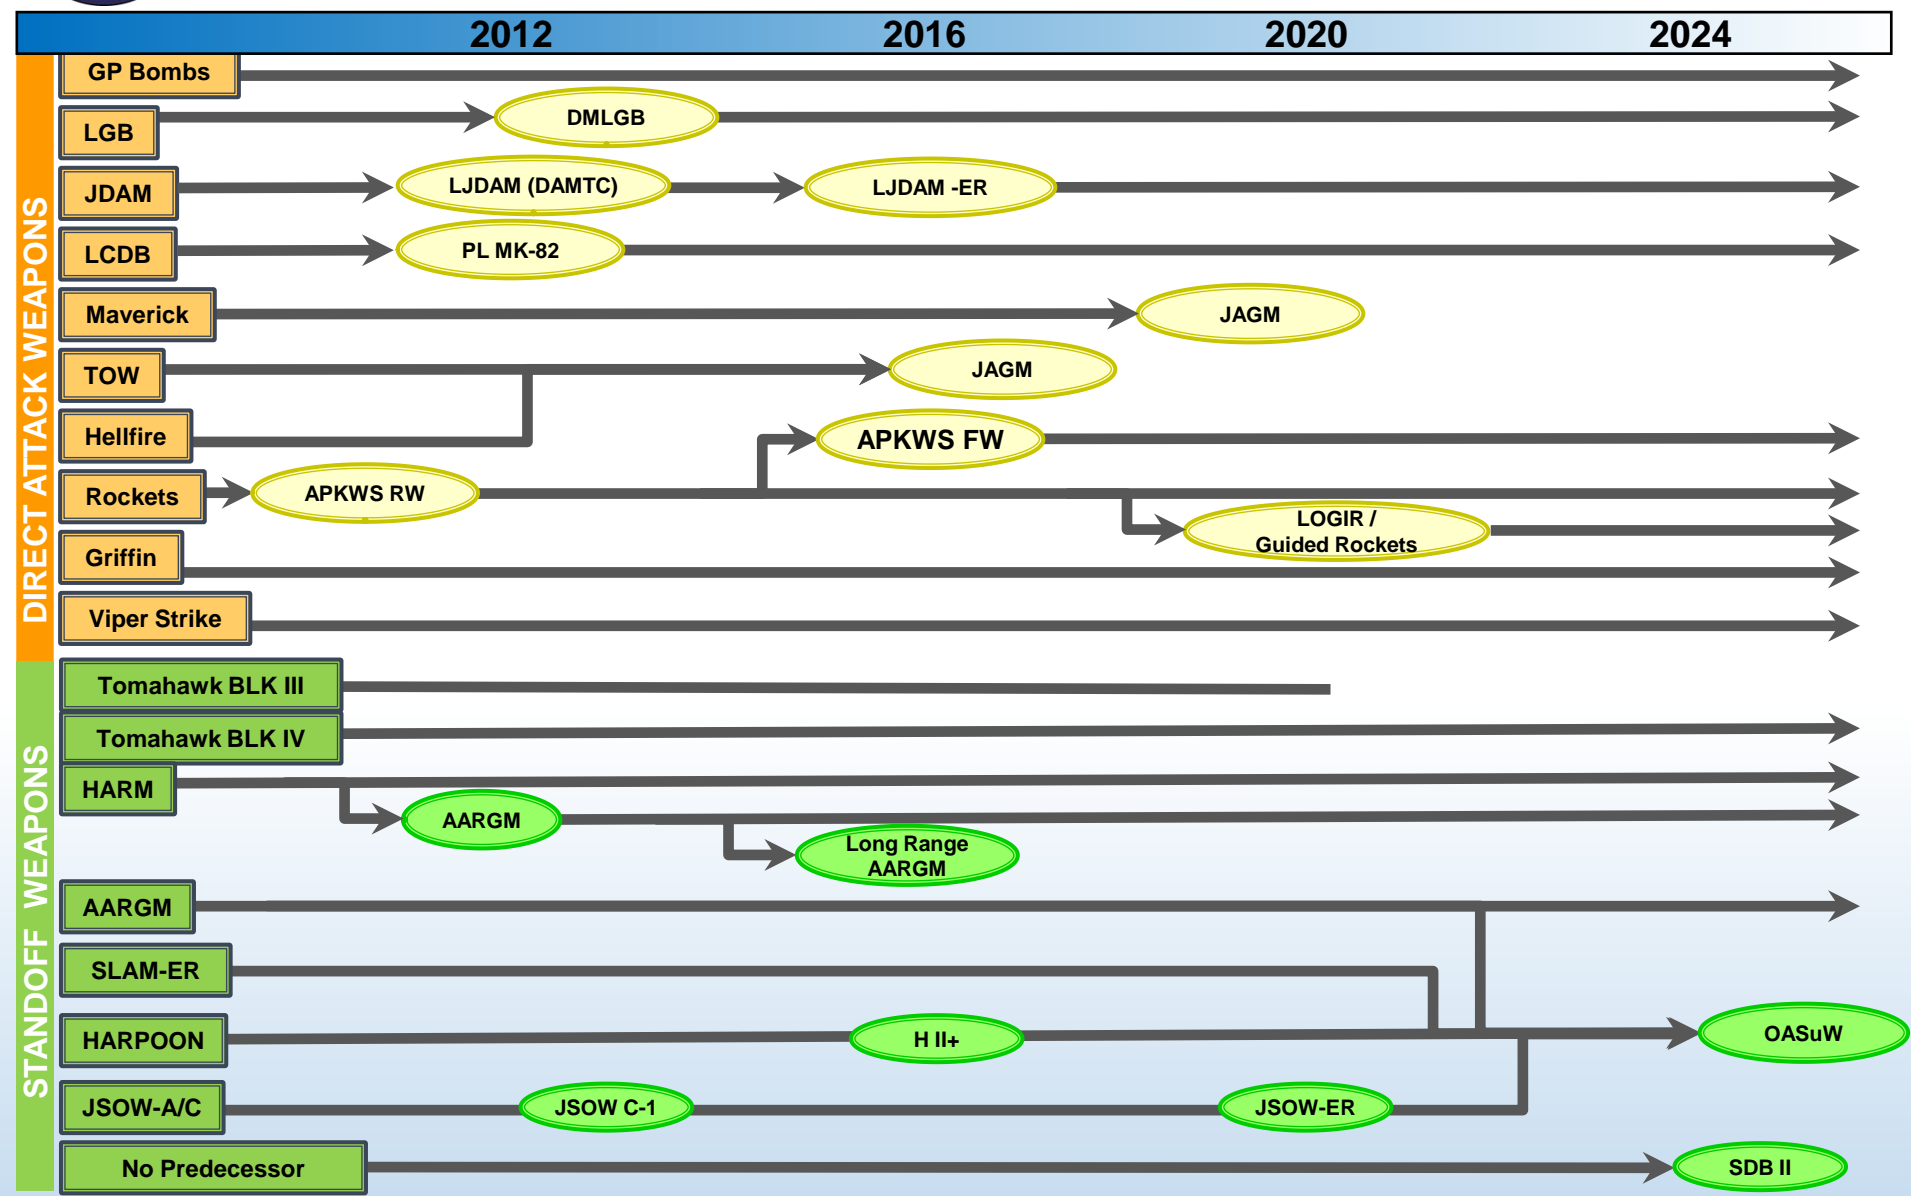 2012 2016 2020 2024
DIRECT ATTACK WEAPONS
GP Bombs
LGB
DMLGB
JDAM
LJDAM (DAMTC)
LJDAM -ER
LCDB
PL MK-82
Maverick
JAGM
TOW
JAGM
Hellfire
APKWS FW
Rockets
APKWS RW
LOGIR /
Guided Rockets
Griffin
Viper Strike
STANDOFF WEAPONS
Tomahawk BLK III
Tomahawk BLK IV
HARM
AARGM
Long Range
AARGM
AARGM
SLAM-ER
HARPOON
H II+
OASuW
JSOW-A/C
JSOW C-1
JSOW-ER
No Predecessor
SDB II